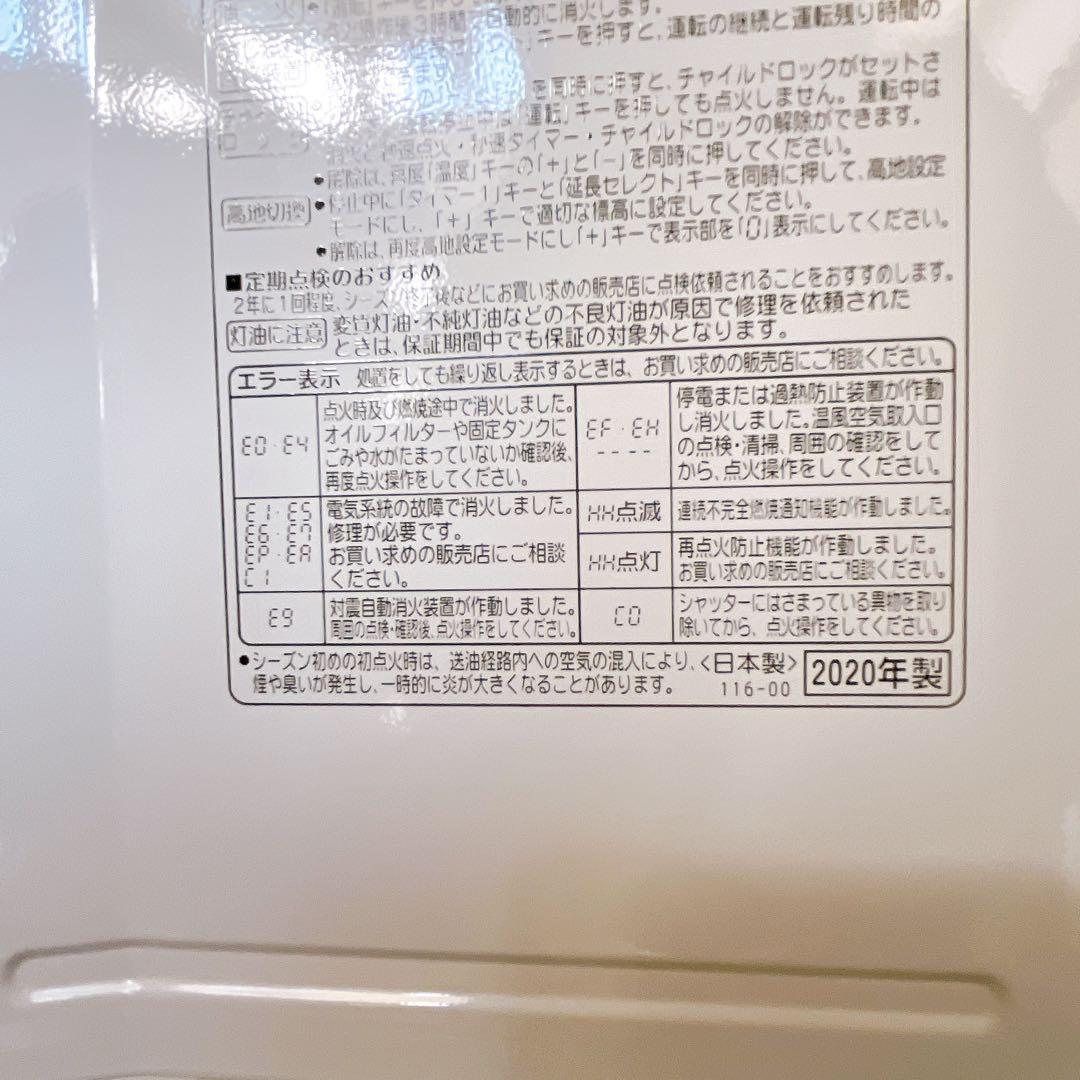 点火操作後3時間で自動的に消火します。
キーを押すと、運転の継続と運転残り時間の
を同時に押すと、チャイルドロックがセットさ
「運転」キーを押しても点火しません。運転中は
消火と秒速点火・秒速タイマー・チャイルドロックの解除ができます。
●解除は、再度「温度」キーの「+」と「-」を同時に押してください。
高地切換
●停止中に「タイマー1」キーと「延長セレクト」キーを同時に押して、高地設定
モードにし、「+」キーで適切な標高に設定してください。
●解除は、再度高地設定モードにし「+」キーで表示部を「0」表示にしてください。
■定期点検のおすすめ
2年に1回程度、シーズン終了後などにお買い求めの販売店に点検依頼されることをおすすめします。
灯油に注意 変質灯油・不純灯油などの不良灯油が原因で修理を依頼された
ときは、保証期間中でも保証の対象外となります。
エラー表示 処置をしても繰り返し表示するときは、お買い求めの販売店にご相談ください。
E0・E4
点火時及び燃焼途中で消火しました。
オイルフィルターや固定タンクに
ごみや水がたまっていないか確認後、
再度点火操作をしてください。
EF・EH
----
停電または過熱防止装置が作動
し消火しました。温風空気取入口
の点検・清掃、周囲の確認をして
から、点火操作をしてください。
E1・E5
E6・E7
EP・EA
C1
電気系統の故障で消火しました。
修理が必要です。
お買い求めの販売店にご相談
ください。
HH点滅
連続不完全燃焼通知機能が作動しました。
HH点灯
再点火防止機能が作動しました。
お買い求めの販売店にご相談ください。
E9
対震自動消火装置が作動しました。
周囲の点検・確認後、点火操作をしてください。
C0
シャッターにはさまっている異物を取り
除いてから、点火操作をしてください。
●シーズン初めの初点火時は、送油経路内への空気の混入により、
煙や臭いが発生し、一時的に炎が大きくなることがあります。
<日本製>
116-00
2020年製